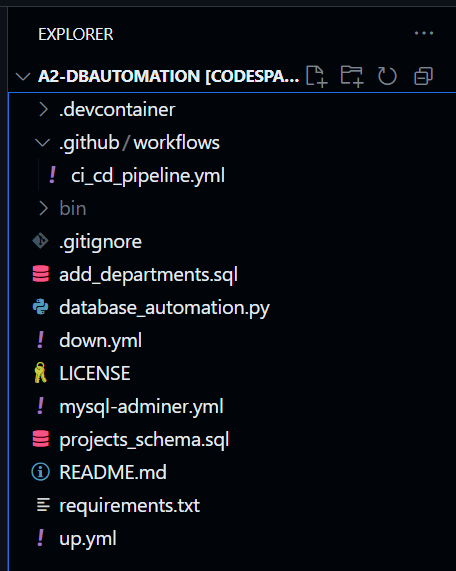 EXPLORER
A2-DBAUTOMATION [CODESPA...
.devcontainer
.github/workflows
ci_cd_pipeline.yml
bin
.gitignore
add_departments.sql
database_automation.py
down.yml
LICENSE
mysql-adminer.yml
projects_schema.sql
README.md
requirements.txt
up.yml